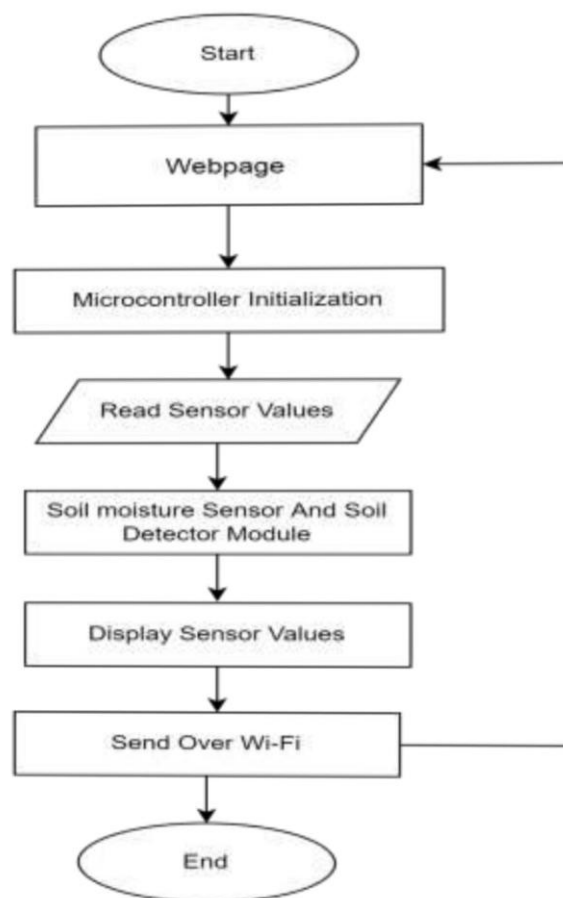 Start
Webpage
Microcontroller Initialization
Read Sensor Values
Soil moisture Sensor And Soil
Detector Module
Display Sensor Values
Send Over Wi-Fi
End